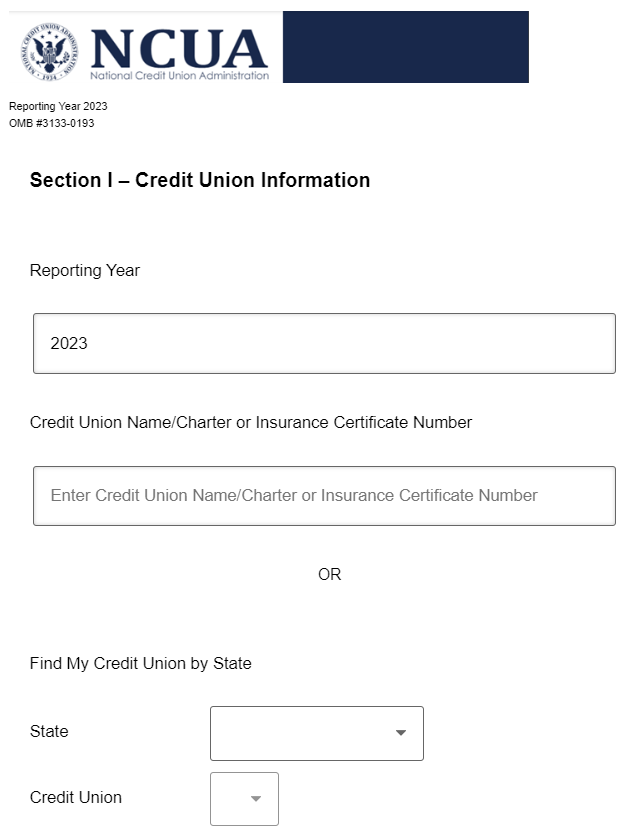 NATIONAL CREDIT UNION ADMINISTRATION
1934
NCUA
National Credit Union Administration
Reporting Year 2023
OMB #3133-0193
Section I – Credit Union Information
Reporting Year
2023
Credit Union Name/Charter or Insurance Certificate Number
Enter Credit Union Name/Charter or Insurance Certificate Number
OR
Find My Credit Union by State
State
Credit Union